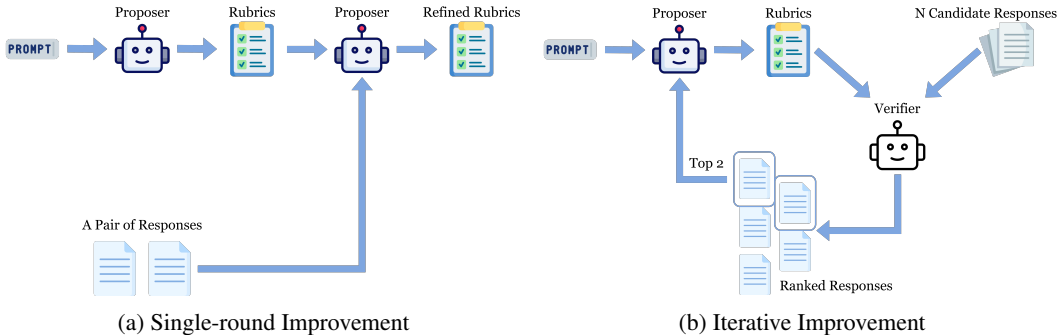 Proposer
Rubrics
Proposer
Refined Rubrics
PROMPT
A Pair of Responses
(a) Single-round Improvement
Proposer
Rubrics
N Candidate Responses
PROMPT
Verifier
Top 2
Ranked Responses
(b) Iterative Improvement